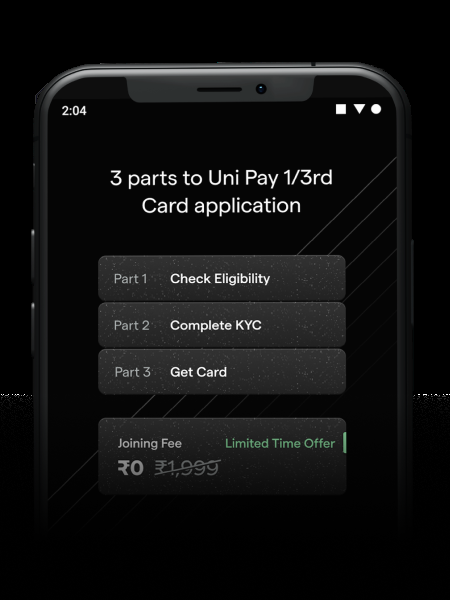 2:04
3 parts to Uni Pay 1/3rd
Card application
Part 1 Check Eligibility
Part 2 Complete KYC
Part 3 Get Card
Joining Fee Limited Time Offer
₹0 ₹1,999